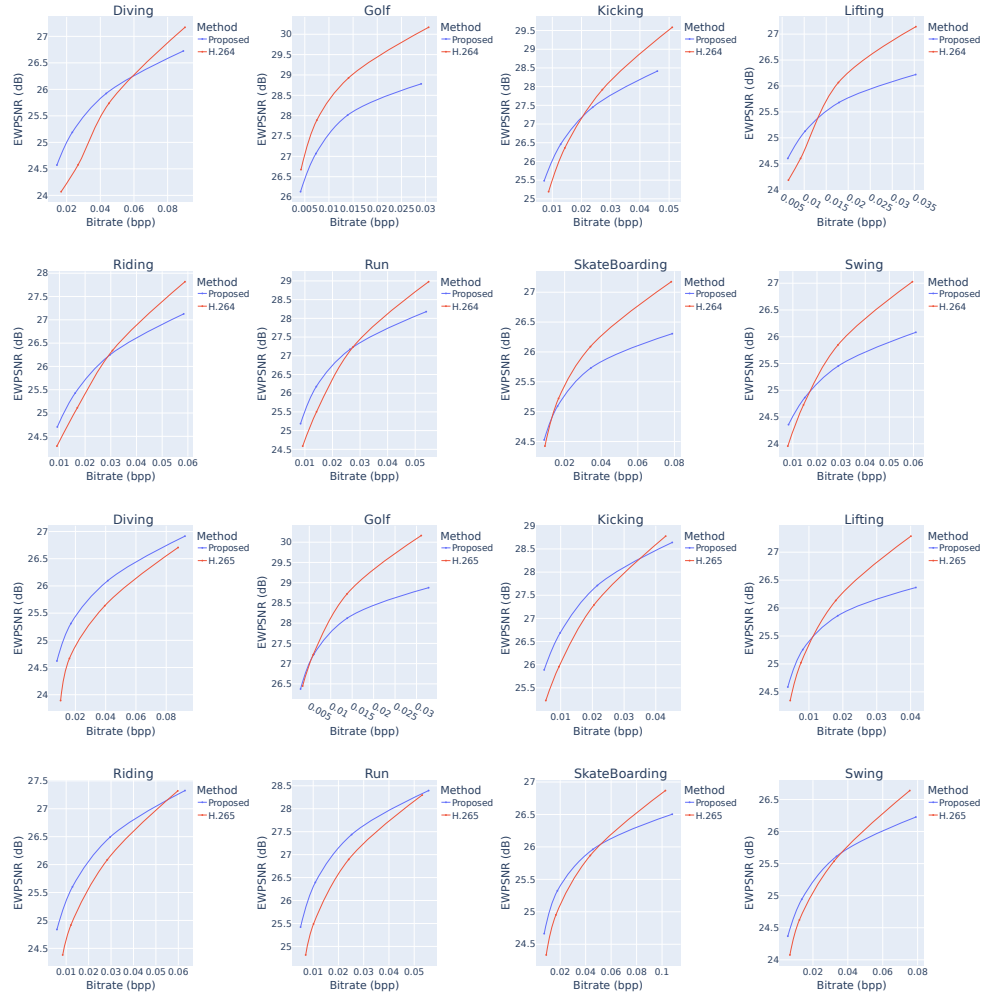 Diving
27
26.5
26
25.5
25
24.5
24
0.02 0.04 0.06 0.08
EWPSNR (dB)
Bitrate (bpp)
Method
Proposed
H.264
Golf
30
29
28
27
26
0.005 0.01 0.015 0.02 0.025 0.03
EWPSNR (dB)
Bitrate (bpp)
Method
Proposed
H.264
Kicking
29.5
29
28.5
28
27.5
27
26.5
26
25.5
25
0.01 0.02 0.03 0.04 0.05
EWPSNR (dB)
Bitrate (bpp)
Method
Proposed
H.264
Lifting
27
26.5
26
25.5
25
24.5
24
0.005 0.01 0.015 0.02 0.025 0.03 0.035
EWPSNR (dB)
Bitrate (bpp)
Method
Proposed
H.264
Riding
28
27.5
27
26.5
26
25.5
25
24.5
0.01 0.02 0.03 0.04 0.05 0.06
EWPSNR (dB)
Bitrate (bpp)
Method
Proposed
H.264
Run
29
28.5
28
27.5
27
26.5
26
25.5
25
24.5
0.01 0.02 0.03 0.04 0.05
EWPSNR (dB)
Bitrate (bpp)
Method
Proposed
H.264
SkateBoarding
27
26.5
26
25.5
25
24.5
0.02 0.04 0.06 0.08
EWPSNR (dB)
Bitrate (bpp)
Method
Proposed
H.264
Swing
27
26.5
26
25.5
25
24.5
24
0.01 0.02 0.03 0.04 0.05 0.06
EWPSNR (dB)
Bitrate (bpp)
Method
Proposed
H.264
Diving
27
26.5
26
25.5
25
24.5
24
0.02 0.04 0.06 0.08
EWPSNR (dB)
Bitrate (bpp)
Method
Proposed
H.265
Golf
30
29.5
29
28.5
28
27.5
27
26.5
0.005 0.01 0.015 0.02 0.025 0.03
EWPSNR (dB)
Bitrate (bpp)
Method
Proposed
H.265
Kicking
29
28.5
28
27.5
27
26.5
26
25.5
0.01 0.02 0.03 0.04
EWPSNR (dB)
Bitrate (bpp)
Method
Proposed
H.265
Lifting
27
26.5
26
25.5
25
24.5
0.01 0.02 0.03 0.04
EWPSNR (dB)
Bitrate (bpp)
Method
Proposed
H.265
Riding
27.5
27
26.5
26
25.5
25
24.5
0.01 0.02 0.03 0.04 0.05 0.06
EWPSNR (dB)
Bitrate (bpp)
Method
Proposed
H.265
Run
28.5
28
27.5
27
26.5
26
25.5
25
0.01 0.02 0.03 0.04 0.05
EWPSNR (dB)
Bitrate (bpp)
Method
Proposed
H.265
SkateBoarding
27
26.5
26
25.5
25
24.5
0.02 0.04 0.06 0.08 0.1
EWPSNR (dB)
Bitrate (bpp)
Method
Proposed
H.265
Swing
26.5
26
25.5
25
24.5
24
0.02 0.04 0.06 0.08
EWPSNR (dB)
Bitrate (bpp)
Method
Proposed
H.265